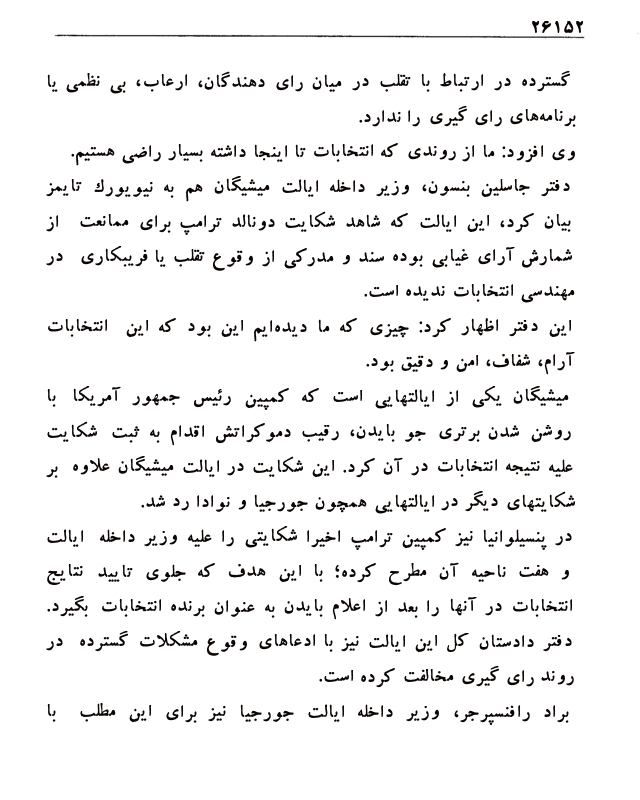 ۲۶۱۵۲
گسترده در ارتباط با تقلب در میان رای دهندگان، ارعاب، بی نظمی یا
برنامه‌های رای گیری را ندارد.
وی افزود: ما از روندی که انتخابات تا اینجا داشته بسیار راضی هستیم.
دفتر جاسلین بنسون، وزیر داخله ایالت میشیگان هم به نیویورك تایمز
بیان کرد، این ایالت که شاهد شکایت دونالد ترامپ برای ممانعت از
شمارش آرای غیابی بوده سند و مدرکی از وقوع تقلب یا فریبکاری در
مهندسی انتخابات ندیده است.
این دفتر اظهار کرد: چیزی که ما دیده‌ایم این بود که این انتخابات
آرام، شفاف، امن و دقیق بود.
میشیگان یکی از ایالتهایی است که کمپین رئیس جمهور آمریکا با
روشن شدن برتری جو بایدن، رقیب دموکراتش اقدام به ثبت شکایت
علیه نتیجه انتخابات در آن کرد. این شکایت در ایالت میشیگان علاوه بر
شکایتهای دیگر در ایالتهایی همچون جورجیا و نوادا رد شد.
در پنسیلوانیا نیز کمپین ترامپ اخیرا شکایتی را علیه وزیر داخله ایالت
و هفت ناحیه آن مطرح کرده؛ با این هدف که جلوی تایید نتایج
انتخابات در آنها را بعد از اعلام بایدن به عنوان برنده انتخابات بگیرد.
دفتر دادستان کل این ایالت نیز با ادعاهای وقوع مشکلات گسترده در
روند رای گیری مخالفت کرده است.
براد رافنسپرجر، وزیر داخله ایالت جورجیا نیز برای این مطلب با